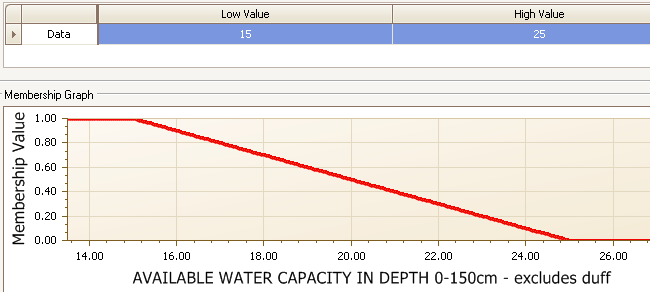 Low Value High Value
Data 15 25
Membership Graph
Membership Value
1.00
0.80
0.60
0.40
0.20
0.00
14.00 16.00 18.00 20.00 22.00 24.00 26.00
AVAILABLE WATER CAPACITY IN DEPTH 0-150cm - excludes duff